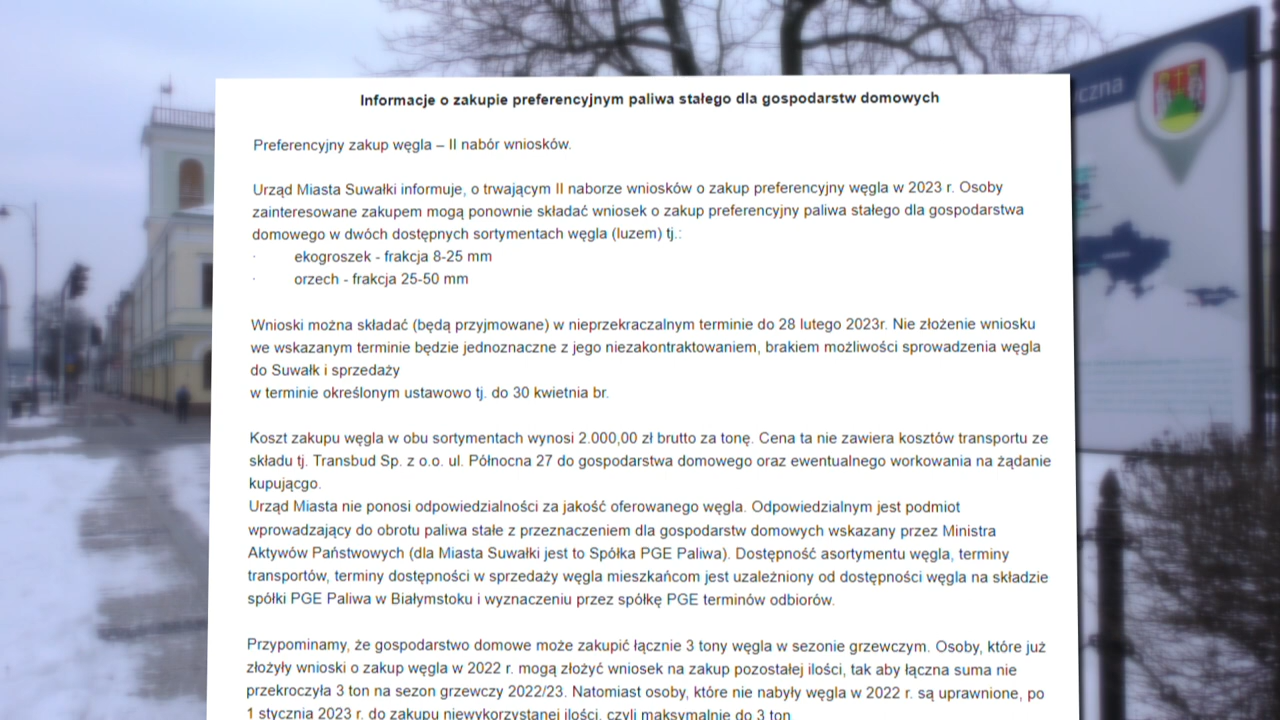 Informacje o zakupie preferencyjnym paliwa stałego dla gospodarstw domowych
Preferencyjny zakup węgla – II nabór wniosków.
Urząd Miasta Suwałki informuje, o trwającym II naborze wniosków o zakup preferencyjny węgla w 2023 r. Osoby
zainteresowane zakupem mogą ponownie składać wniosek o zakup preferencyjny paliwa stałego dla gospodarstwa
domowego w dwóch dostępnych sortymentach węgla (luzem) tj.:
· ekogroszek - frakcja 8-25 mm
· orzech - frakcja 25-50 mm
Wnioski można składać (będą przyjmowane) w nieprzekraczalnym terminie do 28 lutego 2023r. Nie złożenie wniosku
we wskazanym terminie będzie jednoznaczne z jego niezakontraktowaniem, brakiem możliwości sprowadzenia węgla
do Suwałk i sprzedaży
w terminie określonym ustawowo tj. do 30 kwietnia br.
Koszt zakupu węgla w obu sortymentach wynosi 2.000,00 zł brutto za tonę. Cena ta nie zawiera kosztów transportu ze
składu tj. Transbud Sp. z o.o. ul. Północna 27 do gospodarstwa domowego oraz ewentualnego workowania na żądanie
kupującgo.
Urząd Miasta nie ponosi odpowiedzialności za jakość oferowanego węgla. Odpowiedzialnym jest podmiot
wprowadzający do obrotu paliwa stałe z przeznaczeniem dla gospodarstw domowych wskazany przez Ministra
Aktywów Państwowych (dla Miasta Suwałki jest to Spółka PGE Paliwa). Dostępność asortymentu węgla, terminy
transportów, terminy dostępności w sprzedaży węgla mieszkańcom jest uzależniony od dostępności węgla na składzie
spółki PGE Paliwa w Białymstoku i wyznaczeniu przez spółkę PGE terminów odbiorów.
Przypominamy, że gospodarstwo domowe może zakupić łącznie 3 tony węgla w sezonie grzewczym. Osoby, które już
złożyły wnioski o zakup węgla w 2022 r. mogą złożyć wniosek na zakup pozostałej ilości, tak aby łączna suma nie
przekroczyła 3 ton na sezon grzewczy 2022/23. Natomiast osoby, które nie nabyły węgla w 2022 r. są uprawnione, po
1 stycznia 2023 r. do zakupu niewykorzystanej ilości, czyli maksymalnie do 3 ton
czna